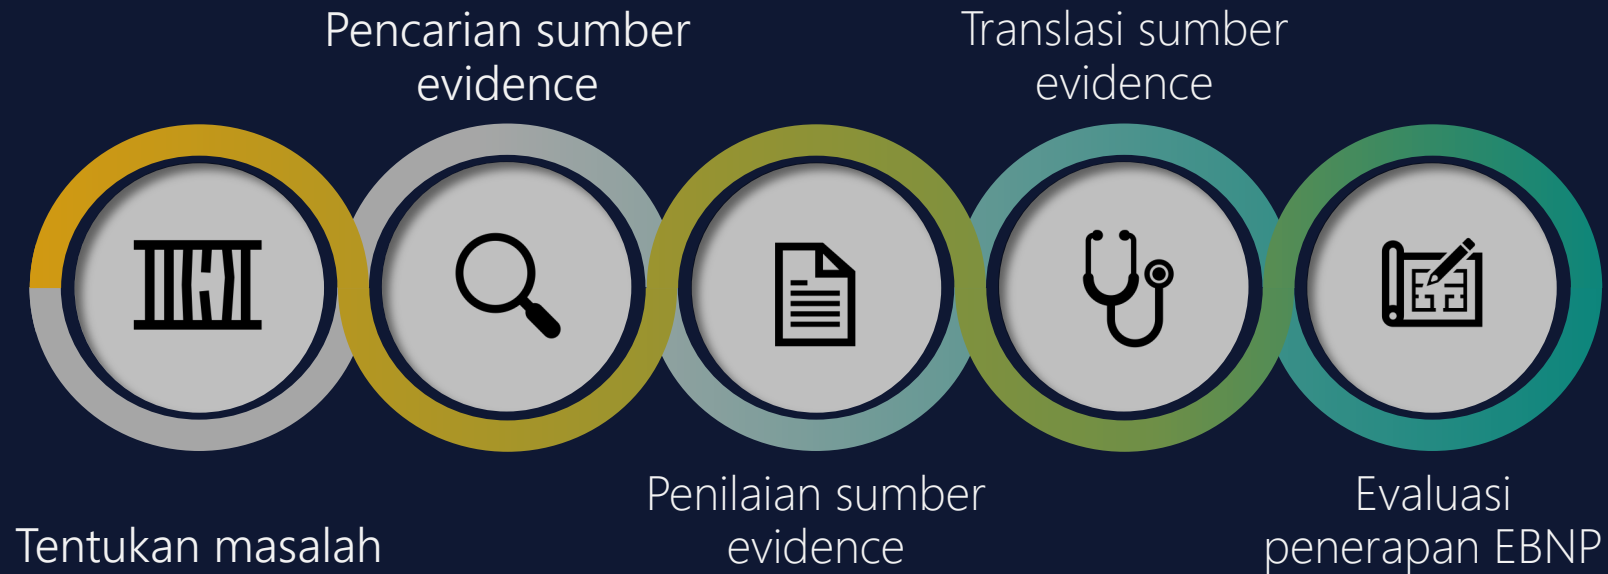 Tentukan masalah
Pencarian sumber
evidence
Penilaian sumber
evidence
Translasi sumber
evidence
Evaluasi
penerapan EBNP